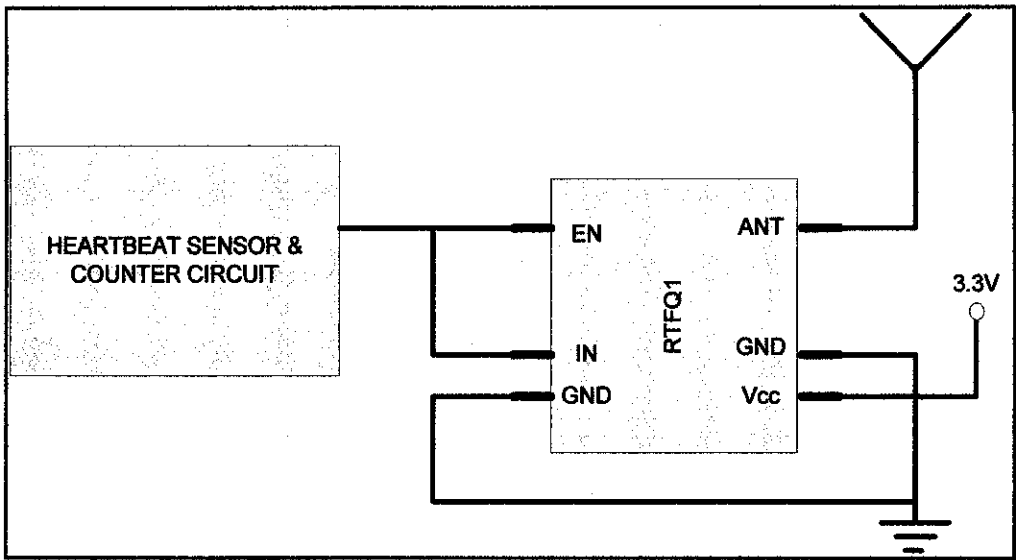 HEARTBEAT SENSOR &
COUNTER CIRCUIT
EN
IN
GND
RTFQ1
ANT
GND
Vcc
3.3V